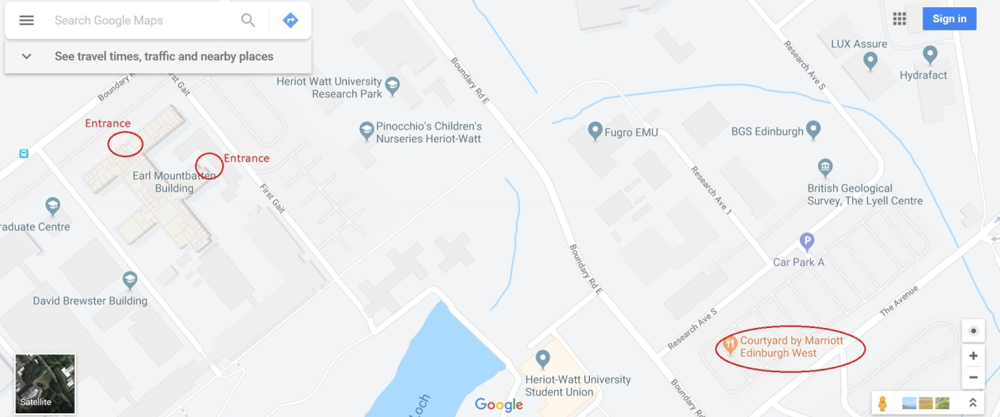 Search Google Maps
Sign in
See travel times, traffic and nearby places
LUX Assure
Hydrafact
Research Ave S
Boundary Rd E
Boundary
First Gait
Heriot Watt University
Research Park
Entrance
Pinocchio's Children's
Nurseries Heriot-Watt
Fugro EMU
BGS Edinburgh
Entrance
Earl Mountbatten
Building
First Gait
Research Ave 1
British Geological
Survey, The Lyell Centre
raduate Centre
P
Car Park A
Boundary Rd E
David Brewster Building
The Avenue
Research Ave S
Courtyard by Marriott
Edinburgh West
Heriot-Watt University
Student Union
Boundary Rd E
Loch
Satellite
Google